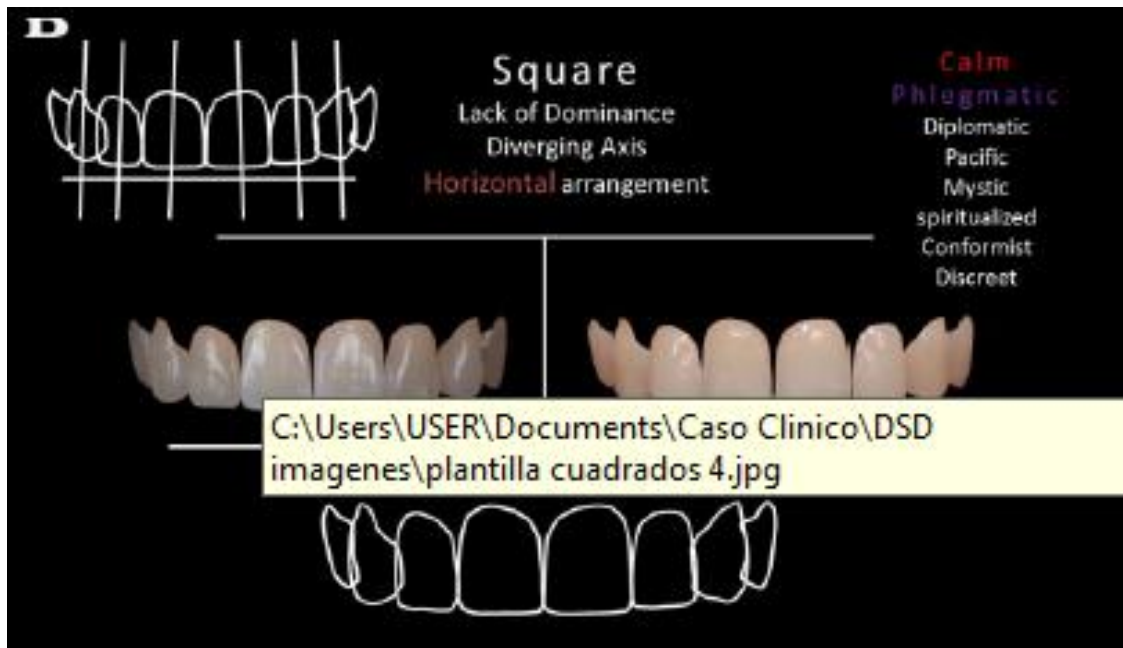 D
Square
Lack of Dominance
Diverging Axis
Horizontal arrangement
Calm
Phlegmatic
Diplomatic
Pacific
Mystic
spiritualized
Conformist
Discreet
C:\Users\USER\Documents\Caso Clinico\DSD
imagenes\plantilla cuadrados 4.jpg